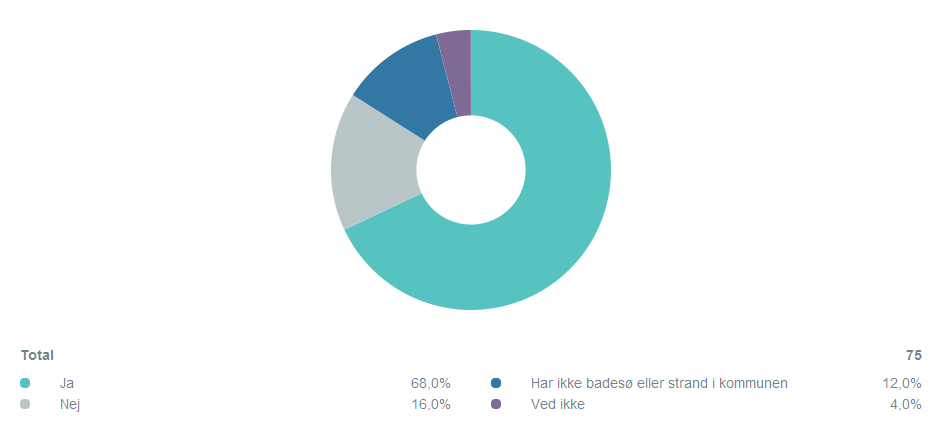 Total 75
Ja 68,0% Har ikke badesø eller strand i kommunen 12,0%
Nej 16,0% Ved ikke 4,0%